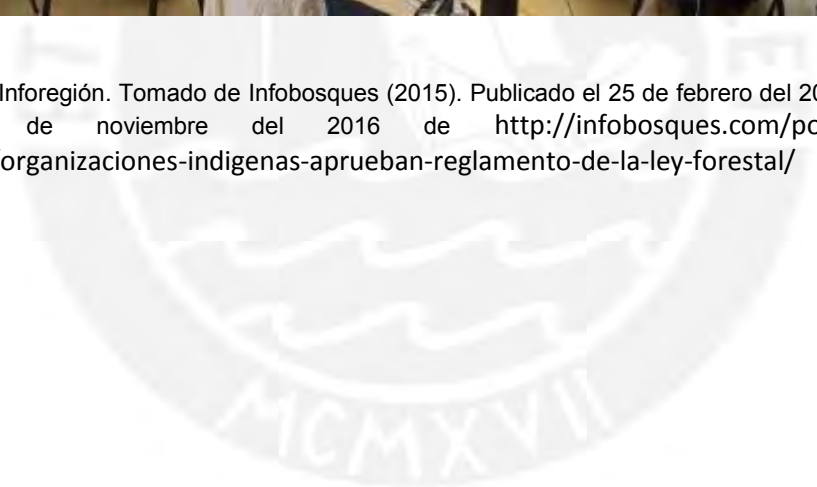 Inforegión. Tomado de Infobosques (2015). Publicado el 25 de febrero del 20
de noviembre del 2016 de http://infobosques.com/po
/organizaciones-indigenas-aprueban-reglamento-de-la-ley-forestal/
MCMXVII